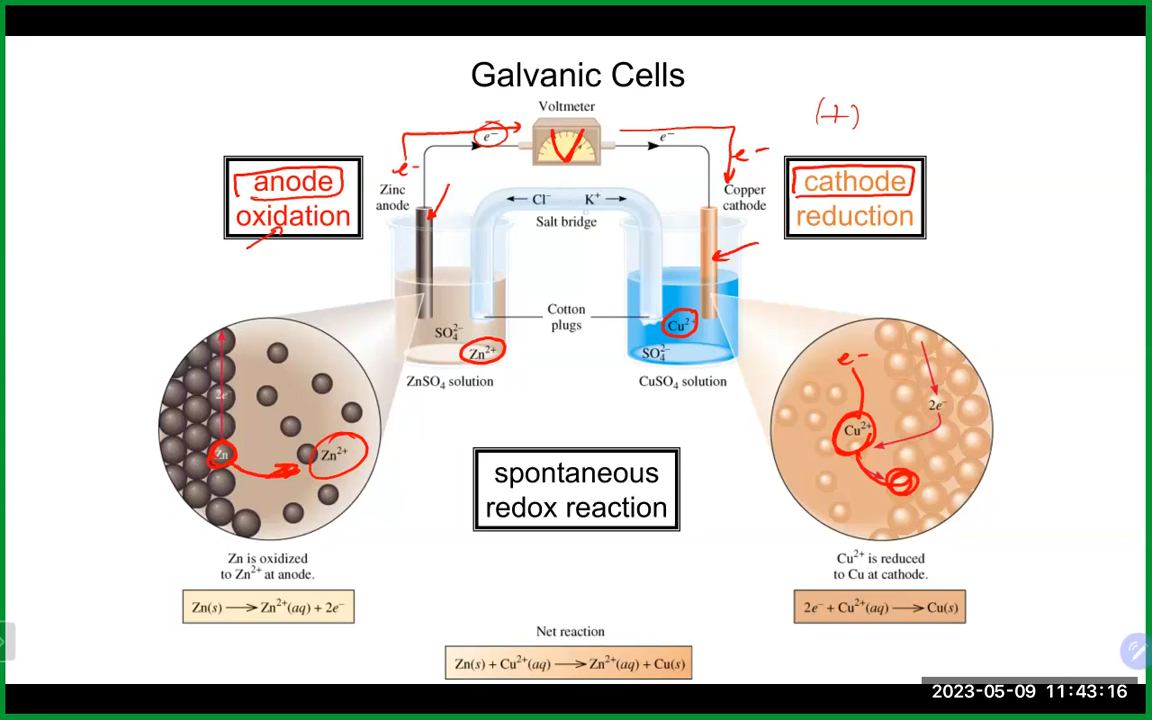 Galvanic Cells
Voltmeter
(+)
e⁻
e⁻
e⁻
e⁻
anode
oxidation
Zinc
anode
Cl⁻
K⁺
Salt bridge
Copper
cathode
cathode
reduction
Cotton
plugs
SO₄²⁻
Zn²⁺
Cu²⁺
SO₄²⁻
ZnSO₄ solution
CuSO₄ solution
2e⁻
Zn
Zn²⁺
e⁻
2e⁻
Cu²⁺
spontaneous
redox reaction
Zn is oxidized
to Zn²⁺ at anode.
Cu²⁺ is reduced
to Cu at cathode.
Zn(s) ⟶ Zn²⁺(aq) + 2e⁻
2e⁻ + Cu²⁺(aq) ⟶ Cu(s)
Net reaction
Zn(s) + Cu²⁺(aq) ⟶ Zn²⁺(aq) + Cu(s)
2023-05-09 11:43:16